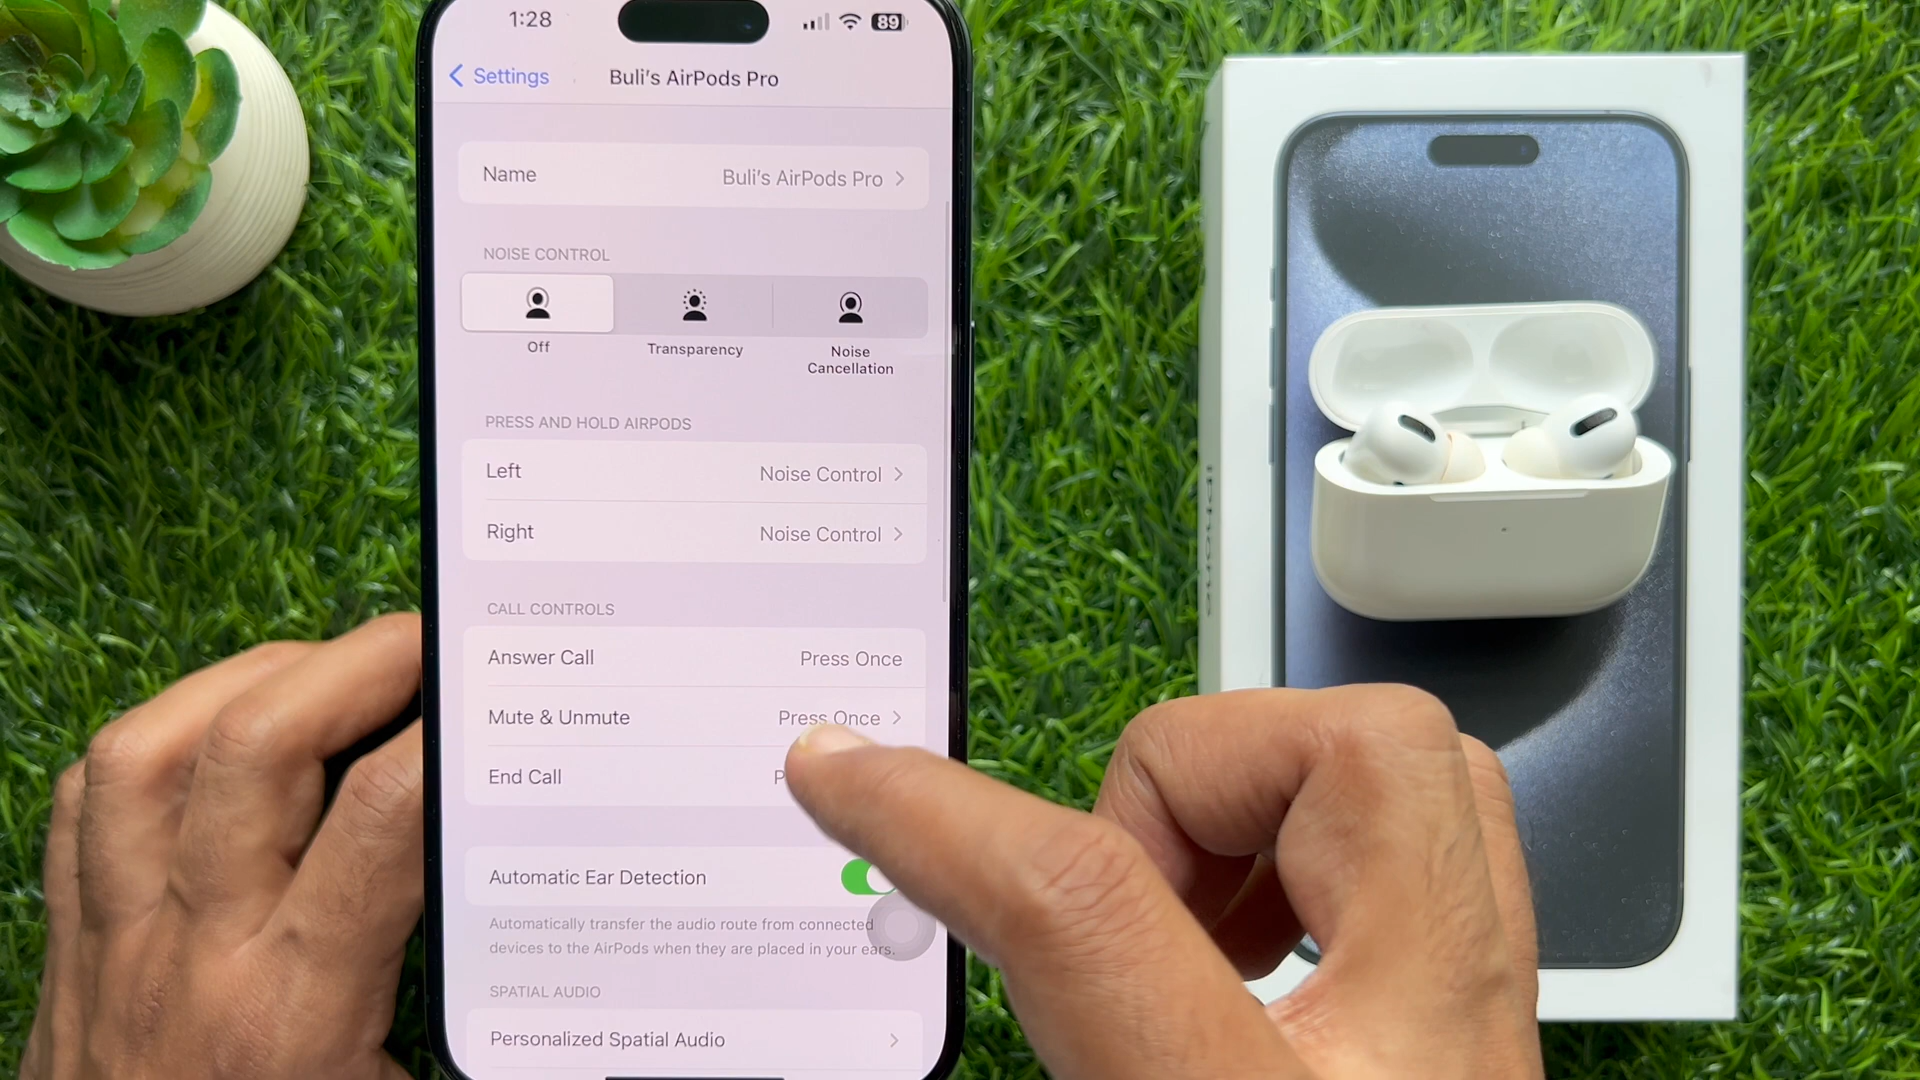 1:28
89
Settings
Buli's AirPods Pro
Name
Buli's AirPods Pro
NOISE CONTROL
Off
Transparency
Noise
Cancellation
PRESS AND HOLD AIRPODS
Left
Noise Control
Right
Noise Control
CALL CONTROLS
Answer Call
Press Once
Mute & Unmute
Press Once
End Call
Automatic Ear Detection
Automatically transfer the audio route from connected
devices to the AirPods when they are placed in your ears.
SPATIAL AUDIO
Personalized Spatial Audio
iPhone